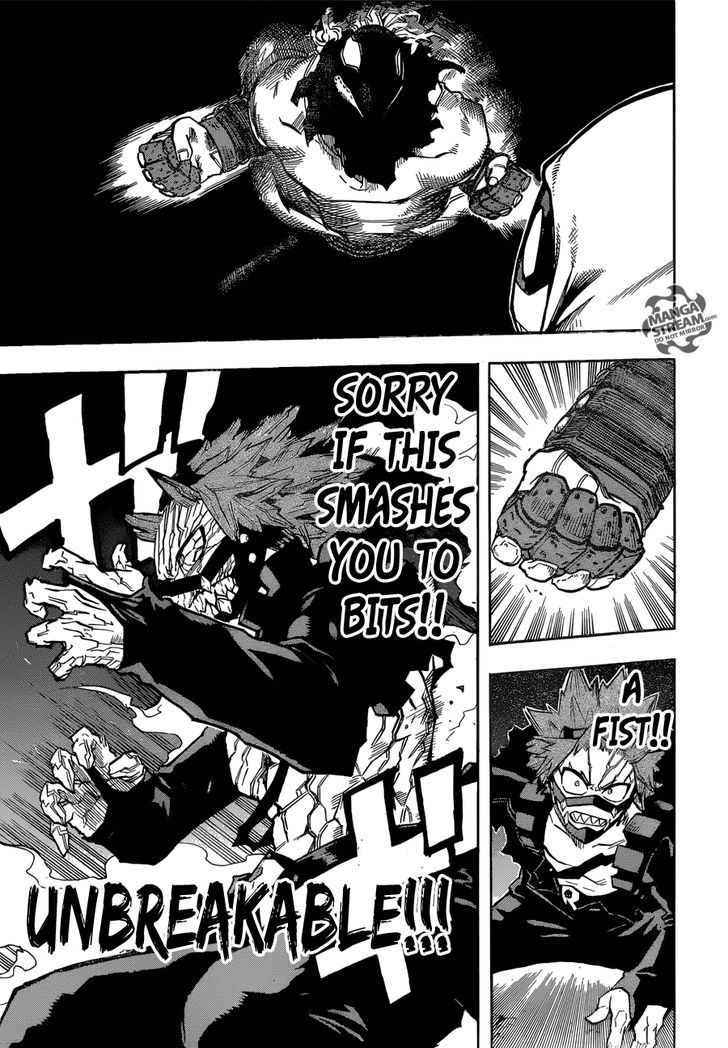 MANGA
STREAM.com
DO NOT MIRROR
A
FIST!!
SORRY
IF THIS
SMASHES
YOU TO
BITS!!
UNBREAKABLE!!!